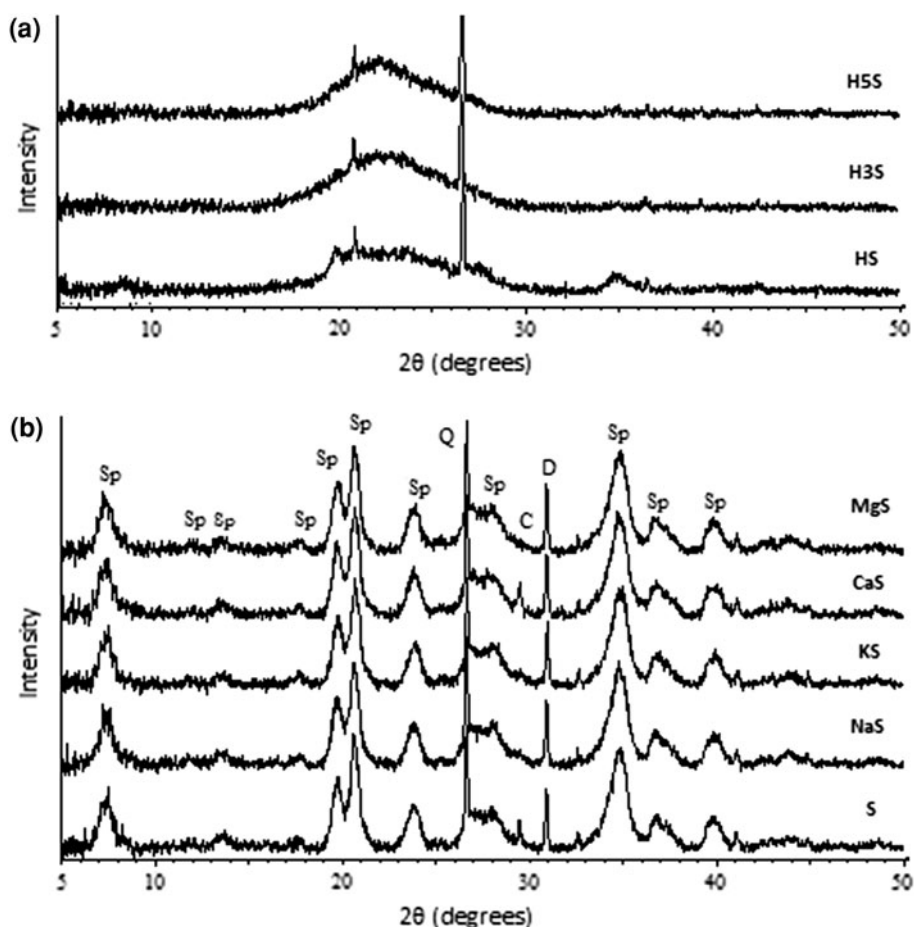 (a)
Intensity
H5S
H3S
HS
5 10 20 30 40 50
2θ (degrees)
(b)
Intensity
Sp Sp Sp Sp Sp Sp Sp Q Sp C D Sp Sp Sp
MgS
CaS
KS
NaS
S
5 10 20 30 40 50
2θ (degrees)